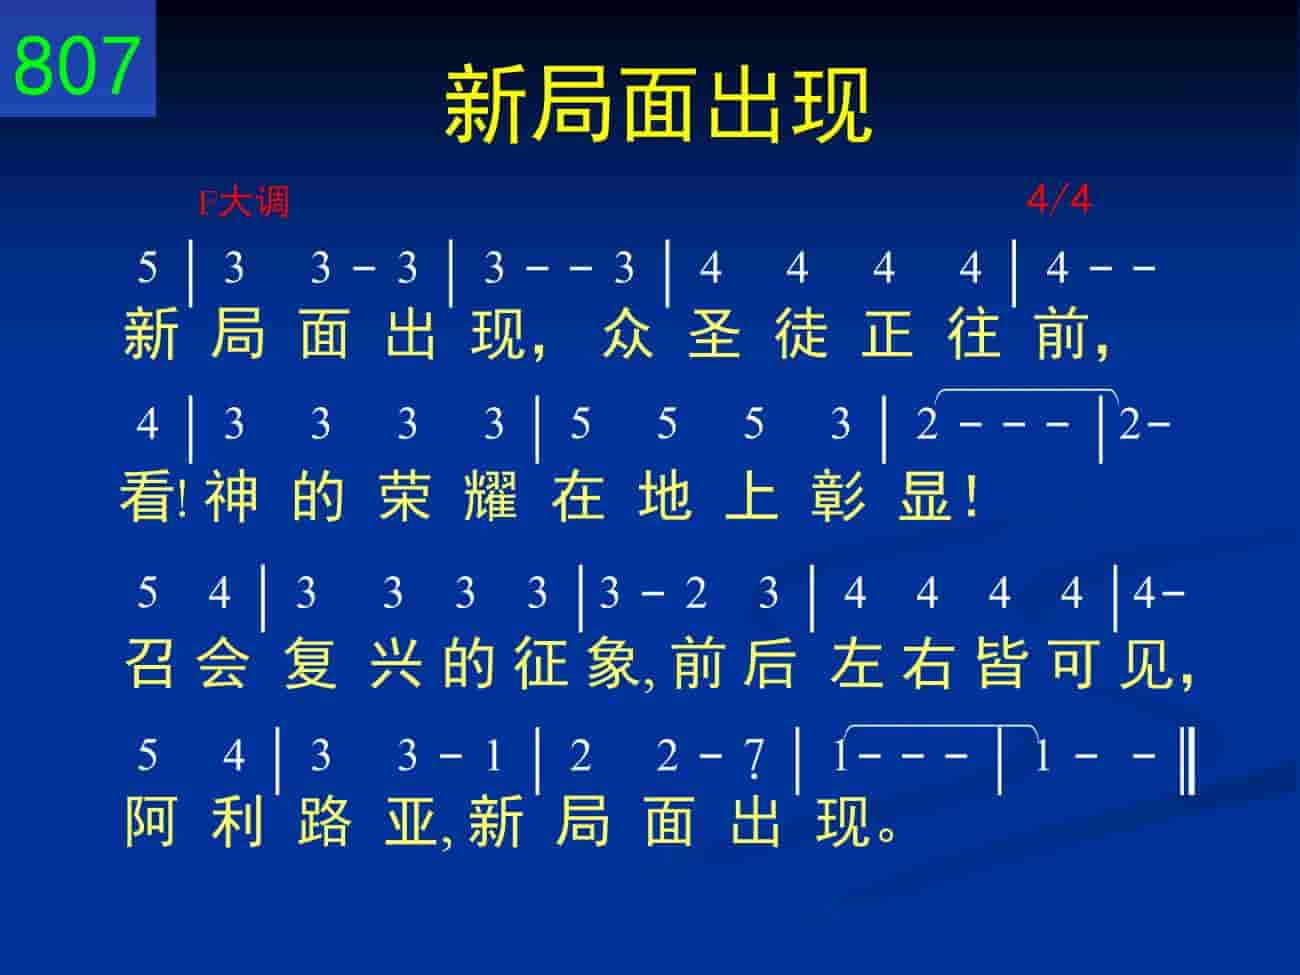 807
新局面出现
F大调 4/4
5 | 3 3 - 3 | 3 - - 3 | 4 4 4 4 | 4 - -
新局面出现，众圣徒正往前，
4 | 3 3 3 3 | 5 5 5 3 | 2 - - - | 2 -
看!神的荣耀在地上彰显！
5 4 | 3 3 3 3 | 3 - 2 3 | 4 4 4 4 | 4 -
召会复兴的征象,前后左右皆可见，
5 4 | 3 3 - 1 | 2 2 - 7̣ | 1 - - - | 1 - - ‖
阿利路亚,新局面出现。